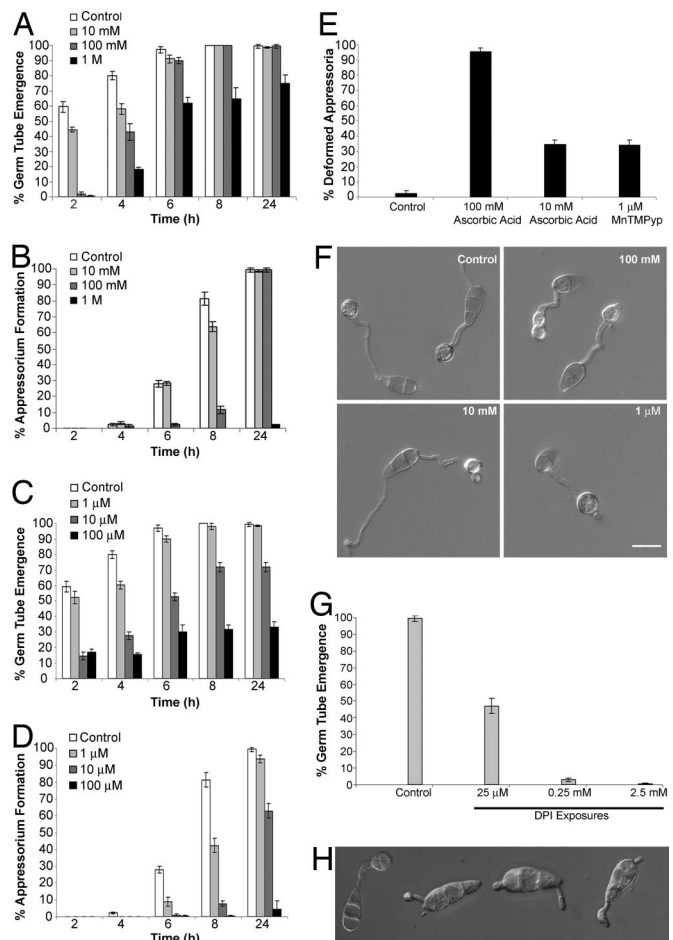 A
Control
10 mM
100 mM
1 M
% Germ Tube Emergence
100
90
80
70
60
50
40
30
20
10
0
2 4 6 8 24
Time (h)
B
Control
10 mM
100 mM
1 M
% Appressorium Formation
100
90
80
70
60
50
40
30
20
10
0
2 4 6 8 24
Time (h)
C
Control
1 µM
10 µM
100 µM
% Germ Tube Emergence
100
90
80
70
60
50
40
30
20
10
0
2 4 6 8 24
Time (h)
D
Control
1 µM
10 µM
100 µM
% Appressorium Formation
100
90
80
70
60
50
40
30
20
10
0
2 4 6 8 24
Time (h)
E
% Deformed Appressoria
100
90
80
70
60
50
40
30
20
10
0
Control 100 mM 10 mM 1 µM
Ascorbic Acid Ascorbic Acid MnTMPyp
F
Control
100 mM
10 mM
1 µM
G
% Germ Tube Emergence
100
90
80
70
60
50
40
30
20
10
0
Control 25 µM 0.25 mM 2.5 mM
DPI Exposures
H